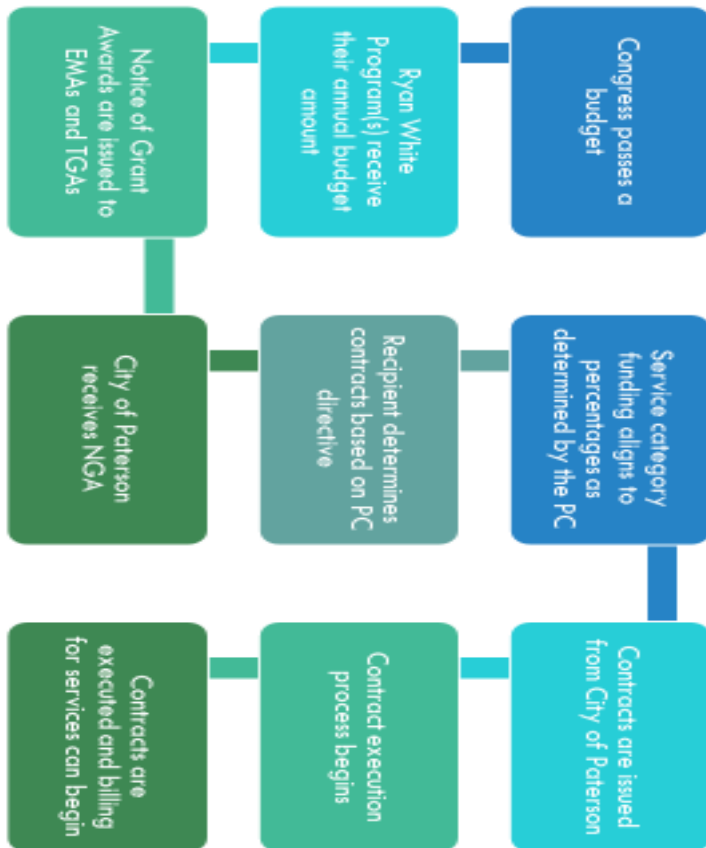 Congress passes a
budget
Ryan White
Program(s) receive
their annual budget
amount
Notice of Grant
Awards are issued to
EMAs and TGAs
City of Paterson
receives NGA
Recipient determines
contracts based on PC
directive
Service category
funding aligns to
percentages as
determined by the PC
Contracts are issued
from City of Paterson
Contract execution
process begins
Contracts are
executed and billing
for services can begin